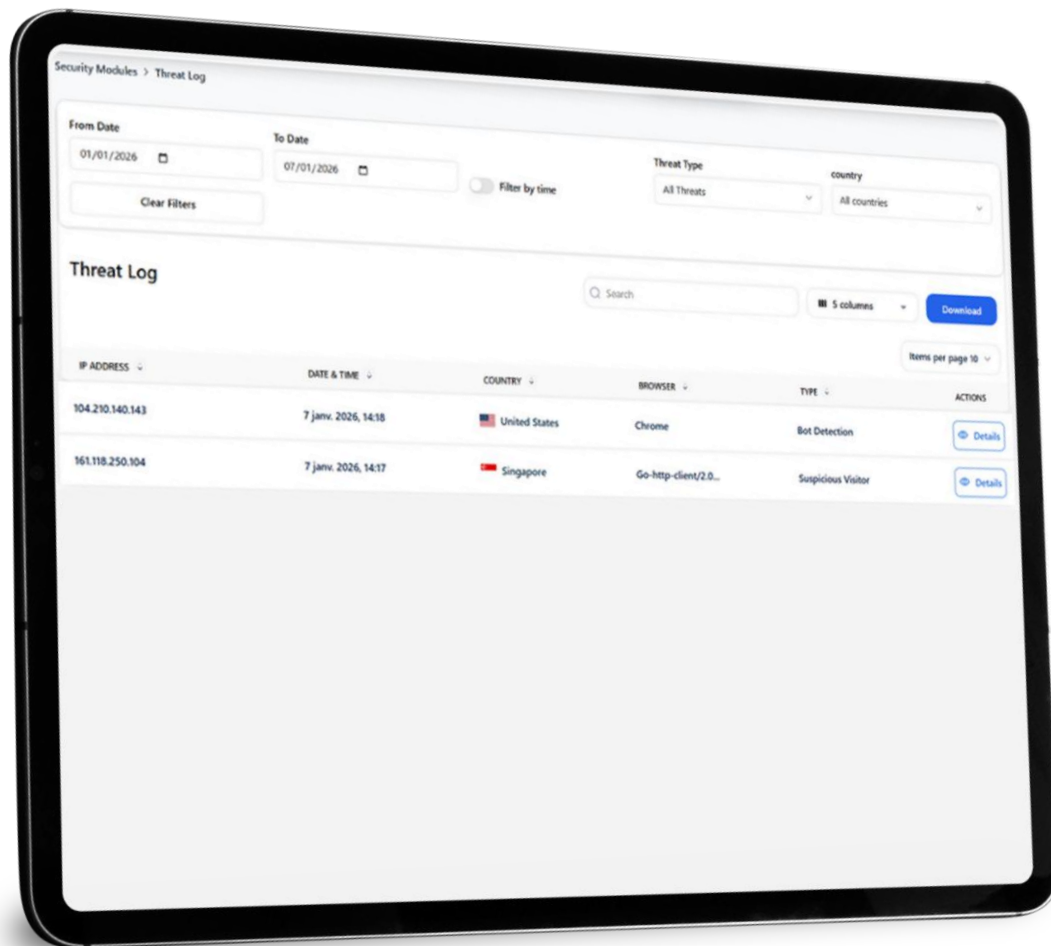 Security Modules > Threat Log
From Date
To Date
Threat Type
country
01/01/2026
07/01/2026
Filter by time
All Threats
All countries
Clear Filters
Threat Log
Search
5 columns
Download
Items per page 10
IP ADDRESS
DATE & TIME
COUNTRY
BROWSER
TYPE
ACTIONS
104.210.140.143
7 janv. 2026, 14:18
United States
Chrome
Bot Detection
Details
161.118.250.104
7 janv. 2026, 14:17
Singapore
Go-http-client/2.0...
Suspicious Visitor
Details